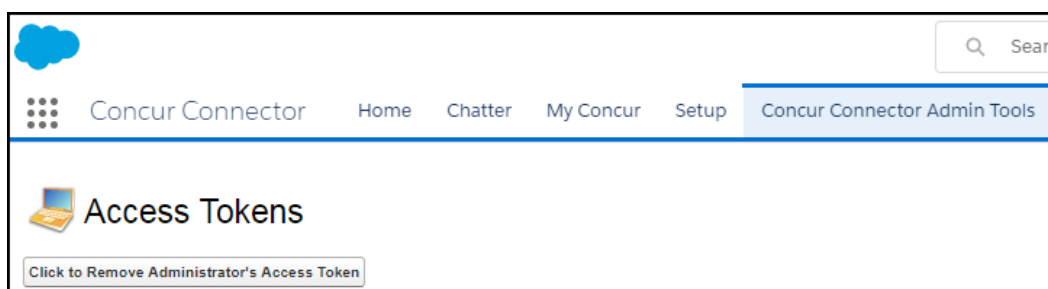 Concur Connector Home Chatter My Concur Setup Concur Connector Admin Tools
Access Tokens
Click to Remove Administrator's Access Token